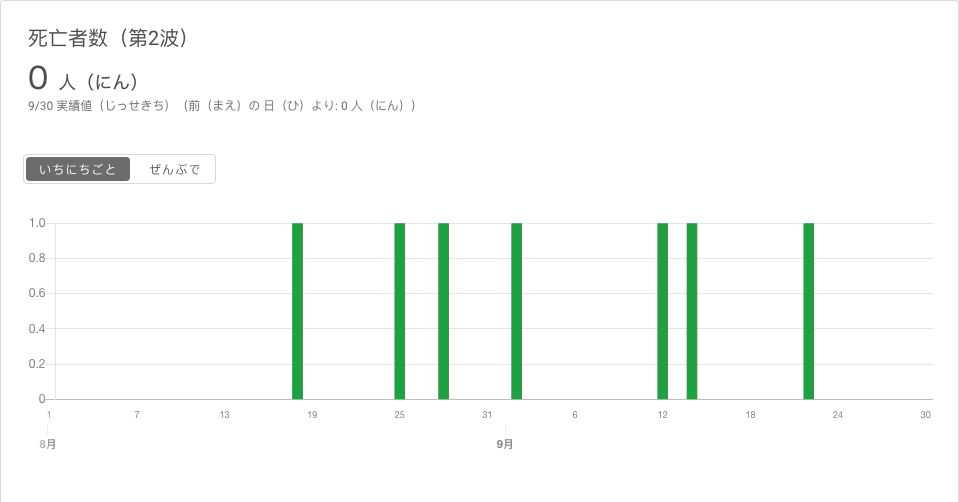 死亡者数（第2波）
0 人（にん）
9/30 実績値（じっせきち）（前（まえ）の 日（ひ）より: 0 人（にん））
いちにちごと ぜんぶで
1.0
0.8
0.6
0.4
0.2
0
1 7 13 19 25 31 6 12 18 24 30
8月 9月